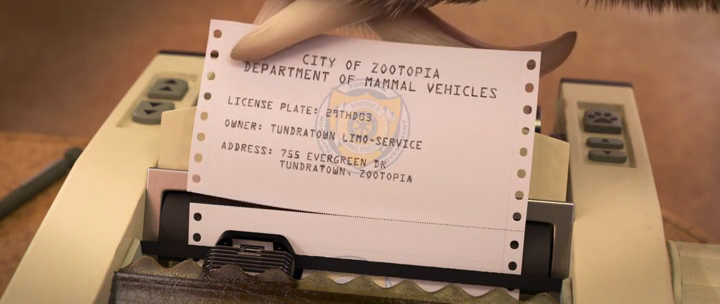 CITY OF ZOOTOPIA
DEPARTMENT OF MAMMAL VEHICLES
LICENSE PLATE: 29THD03
OWNER: TUNDRATOWN LIMO-SERVICE
ADDRESS: 755 EVERGREEN DR
TUNDRATOWN, ZOOTOPIA